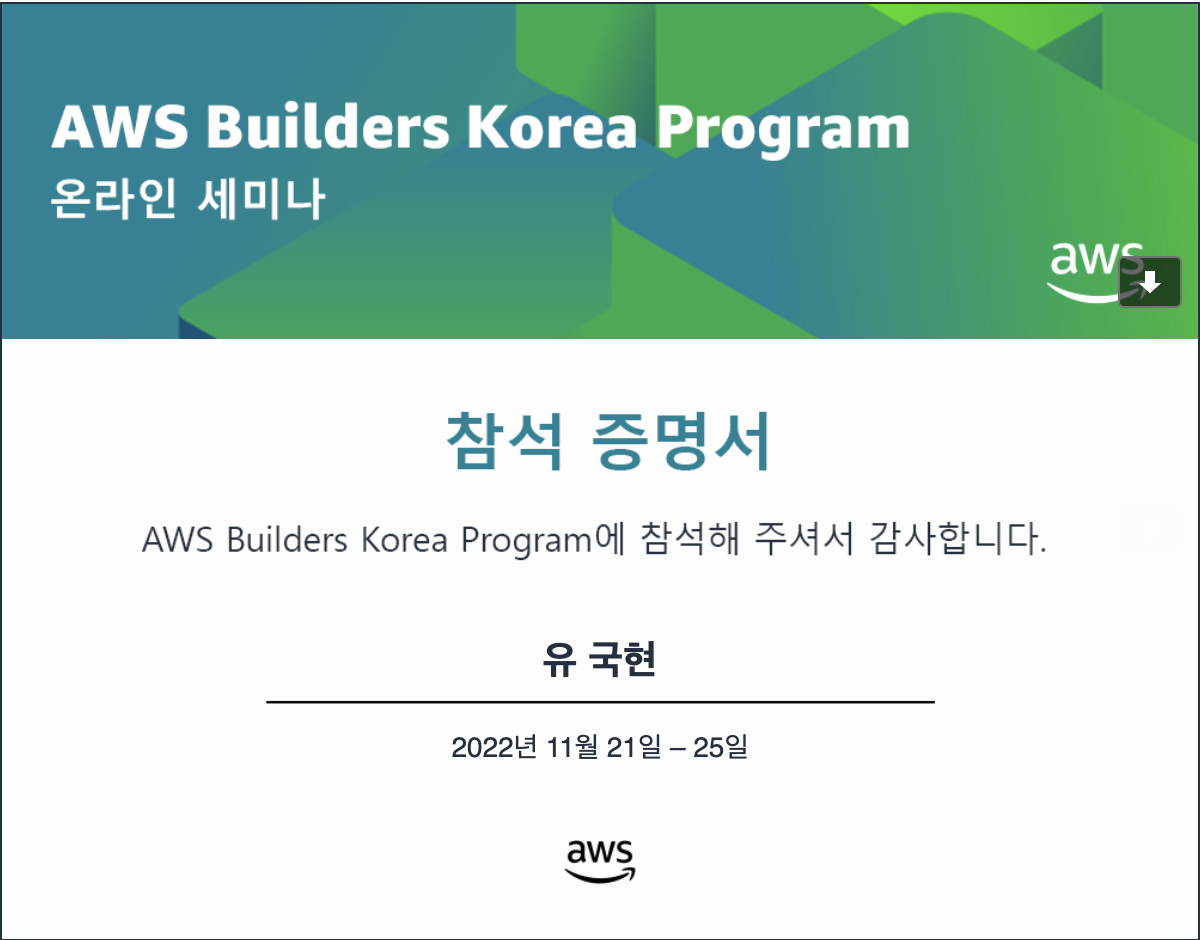 AWS Builders Korea Program
온라인 세미나
aws
참석 증명서
AWS Builders Korea Program에 참석해 주셔서 감사합니다.
유 국현
2022년 11월 21일 – 25일
aws